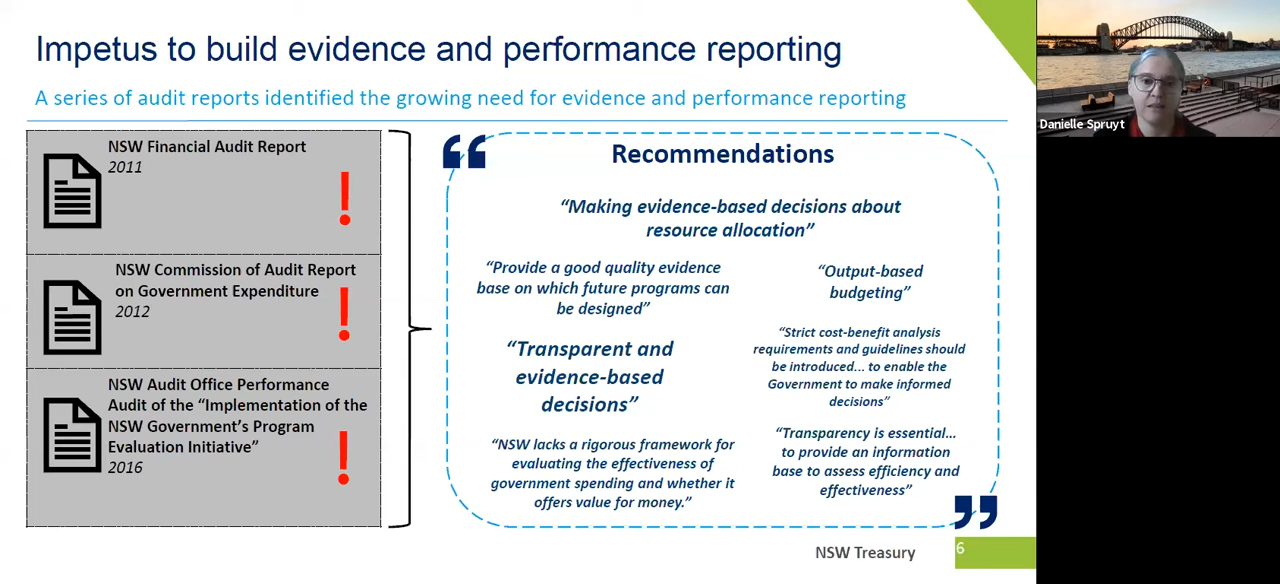 Impetus to build evidence and performance reporting
A series of audit reports identified the growing need for evidence and performance reporting
NSW Financial Audit Report
2011
NSW Commission of Audit Report
on Government Expenditure
2012
NSW Audit Office Performance
Audit of the “Implementation of the
NSW Government’s Program
Evaluation Initiative”
2016
Recommendations
“Making evidence-based decisions about
resource allocation”
“Provide a good quality evidence
base on which future programs can
be designed”
“Output-based
budgeting”
“Transparent and
evidence-based
decisions”
“Strict cost-benefit analysis
requirements and guidelines should
be introduced... to enable the
Government to make informed
decisions”
“NSW lacks a rigorous framework for
evaluating the effectiveness of
government spending and whether it
offers value for money.”
“Transparency is essential…
to provide an information
base to assess efficiency and
effectiveness”
NSW Treasury
6
Danielle Spruyt